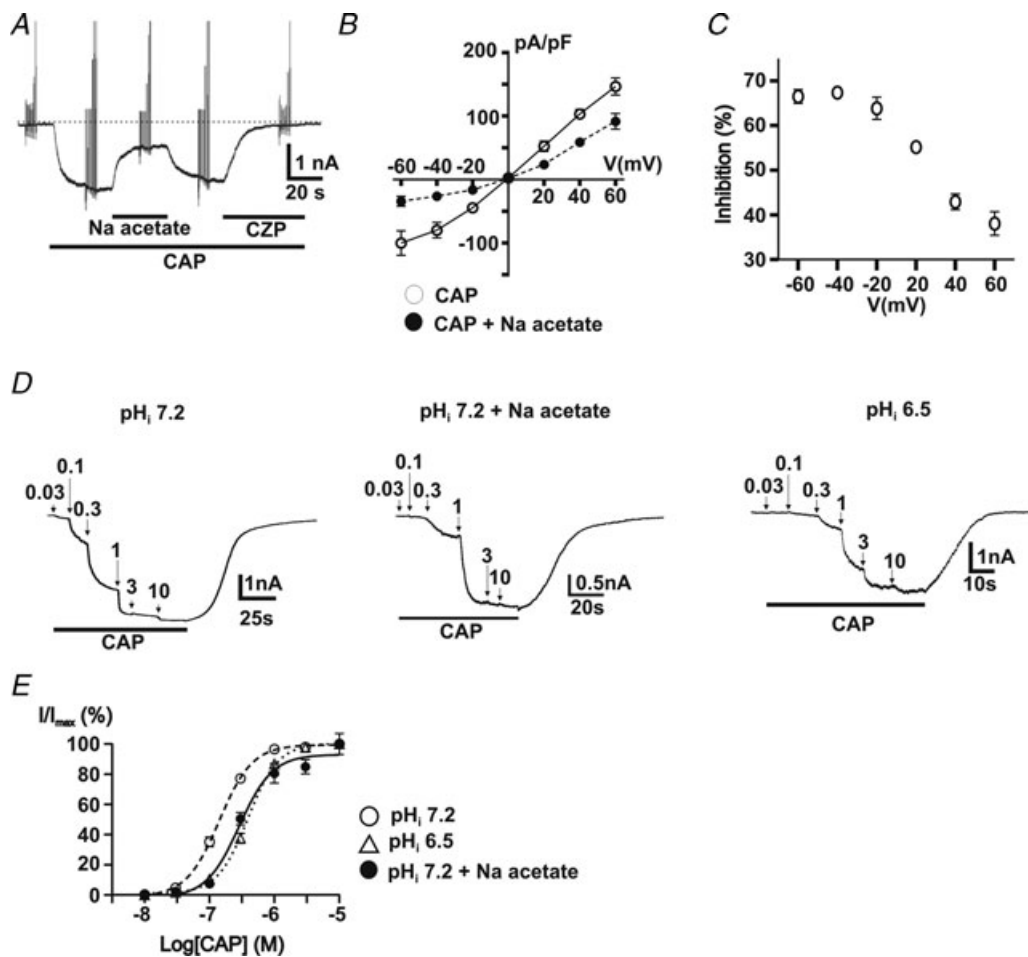 A
1 nA
20 s
Na acetate
CZP
CAP
B
pA/pF
200
100
-100
V(mV)
-60 -40 -20
20 40 60
CAP
CAP + Na acetate
C
Inhibition (%)
70
60
50
40
30
-60 -40 -20 20 40 60
V(mV)
D
pHi 7.2
0.03
0.1
0.3
1
3
10
1nA
25s
CAP
pHi 7.2 + Na acetate
0.03
0.1
0.3
1
3
10
0.5nA
20s
CAP
pHi 6.5
0.03
0.1
0.3
1
3
10
1nA
10s
CAP
E
I/Imax (%)
100
80
60
40
20
0
-8 -7 -6 -5
Log[CAP] (M)
pHi 7.2
pHi 6.5
pHi 7.2 + Na acetate